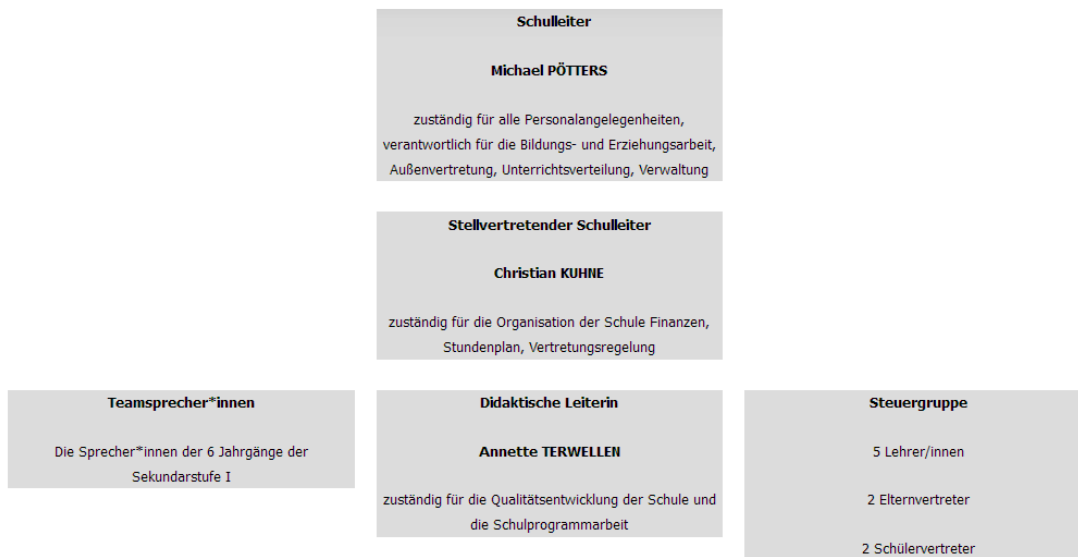 Schulleiter
Michael PÖTTERS
zuständig für alle Personalangelegenheiten,
verantwortlich für die Bildungs- und Erziehungsarbeit,
Außenvertretung, Unterrichtsverteilung, Verwaltung
Stellvertretender Schulleiter
Christian KUHNE
zuständig für die Organisation der Schule Finanzen,
Stundenplan, Vertretungsregelung
Teamsprecher*innen
Die Sprecher*innen der 6 Jahrgänge der
Sekundarstufe I
Didaktische Leiterin
Annette TERWELLEN
zuständig für die Qualitätsentwicklung der Schule und
die Schulprogrammarbeit
Steuergruppe
5 Lehrer/innen
2 Elternvertreter
2 Schülervertreter